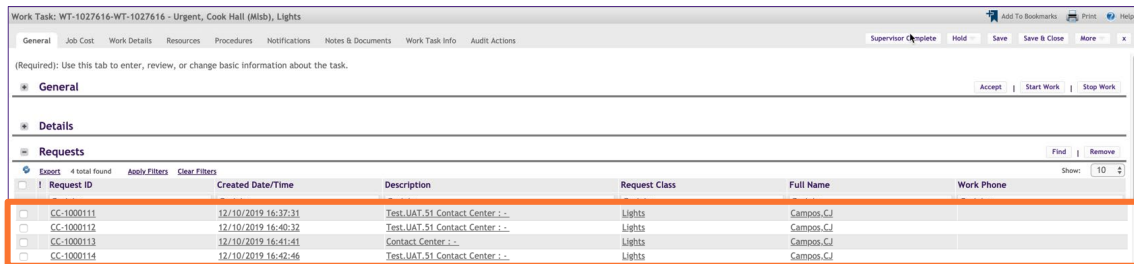 Work Task: WT-1027616-WT-1027616 - Urgent, Cook Hall (Misb), Lights
Add To Bookmarks Print Help
General Job Cost Work Details Resources Procedures Notifications Notes & Documents Work Task Info Audit Actions
Supervisor Complete Hold Save Save & Close More x
(Required): Use this tab to enter, review, or change basic information about the task.
General Accept | Start Work | Stop Work
Details
Requests Find | Remove
Export 4 total found Apply Filters Clear Filters Show: 10
! Request ID Created Date/Time Description Request Class Full Name Work Phone
CC-1000111 12/10/2019 16:37:31 Test.UAT.51 Contact Center : - Lights Campos,CJ
CC-1000112 12/10/2019 16:40:32 Test.UAT.51 Contact Center : - Lights Campos,CJ
CC-1000113 12/10/2019 16:41:41 Contact Center : - Lights Campos,CJ
CC-1000114 12/10/2019 16:42:46 Test.UAT.51 Contact Center : - Lights Campos,CJ